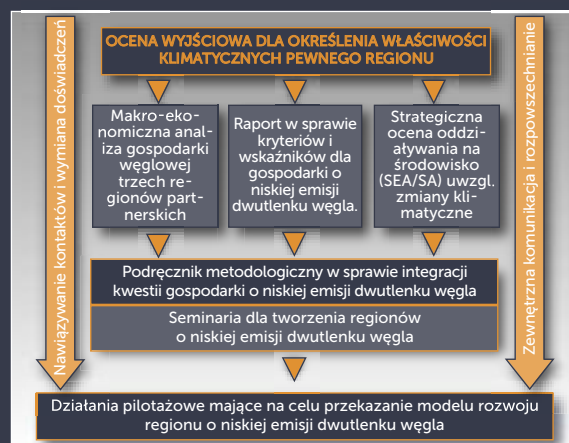 OCENA WYJŚCIOWA DLA OKREŚLENIA WŁAŚCIWOŚCI
KLIMATYCZNYCH PEWNEGO REGIONU
Nawiązywanie kontaktów i wymiana doświadczeń
Makro-eko-
nomiczna anal-
iza gospodarki
węglowej
trzech re-
gionów part-
nerskich
Raport w sprawie
kryteriów i
wskaźników dla
gospodarki o
niskiej emisji
dwutlenku węgla.
Strategiczna
ocena oddzi-
aływania na
środowisko
(SEA/SA) uwzgl.
zmiany kli-
matyczne
Zewnętrzna komunikacja i rozpowszechnianie
Podręcznik metodologiczny w sprawie integracji
kwestii gospodarki o niskiej emisji dwutlenku węgla
Seminaria dla tworzenia regionów
o niskiej emisji dwutlenku węgla
Działania pilotażowe mające na celu przekazanie modelu rozwoju
regionu o niskiej emisji dwutlenku węgla